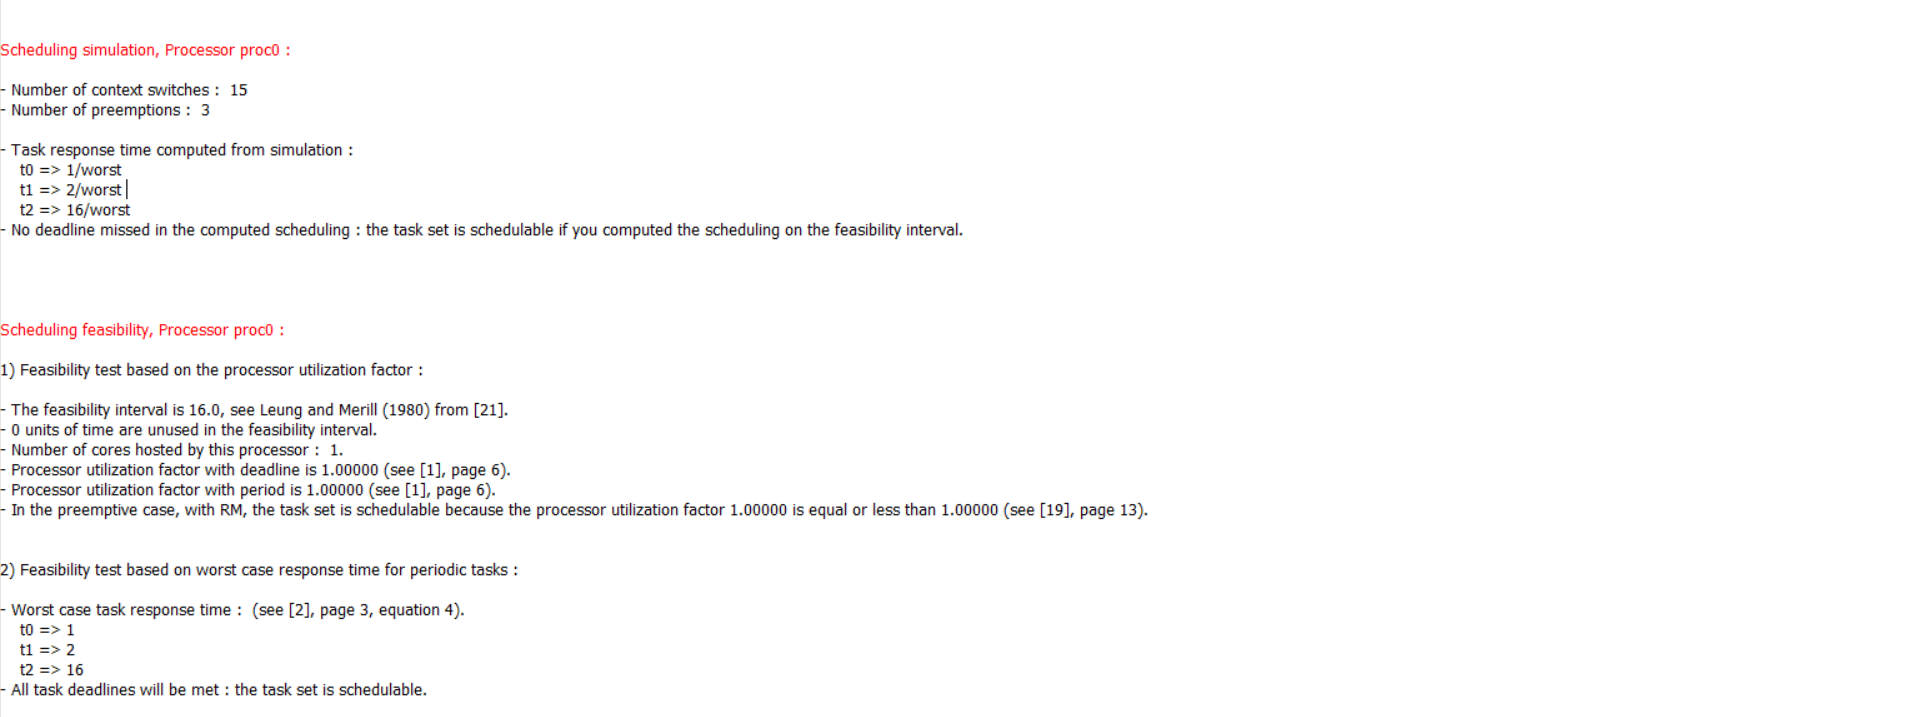 Scheduling simulation, Processor proc0 :
- Number of context switches :  15
- Number of preemptions :  3
- Task response time computed from simulation :
t0 => 1/worst
t1 => 2/worst
t2 => 16/worst
- No deadline missed in the computed scheduling : the task set is schedulable if you computed the scheduling on the feasibility interval.
Scheduling feasibility, Processor proc0 :
1) Feasibility test based on the processor utilization factor :
- The feasibility interval is 16.0, see Leung and Merill (1980) from [21].
- 0 units of time are unused in the feasibility interval.
- Number of cores hosted by this processor :  1.
- Processor utilization factor with deadline is 1.00000 (see [1], page 6).
- Processor utilization factor with period is 1.00000 (see [1], page 6).
- In the preemptive case, with RM, the task set is schedulable because the processor utilization factor 1.00000 is equal or less than 1.00000 (see [19], page 13).
2) Feasibility test based on worst case response time for periodic tasks :
- Worst case task response time :  (see [2], page 3, equation 4).
t0 => 1
t1 => 2
t2 => 16
- All task deadlines will be met : the task set is schedulable.